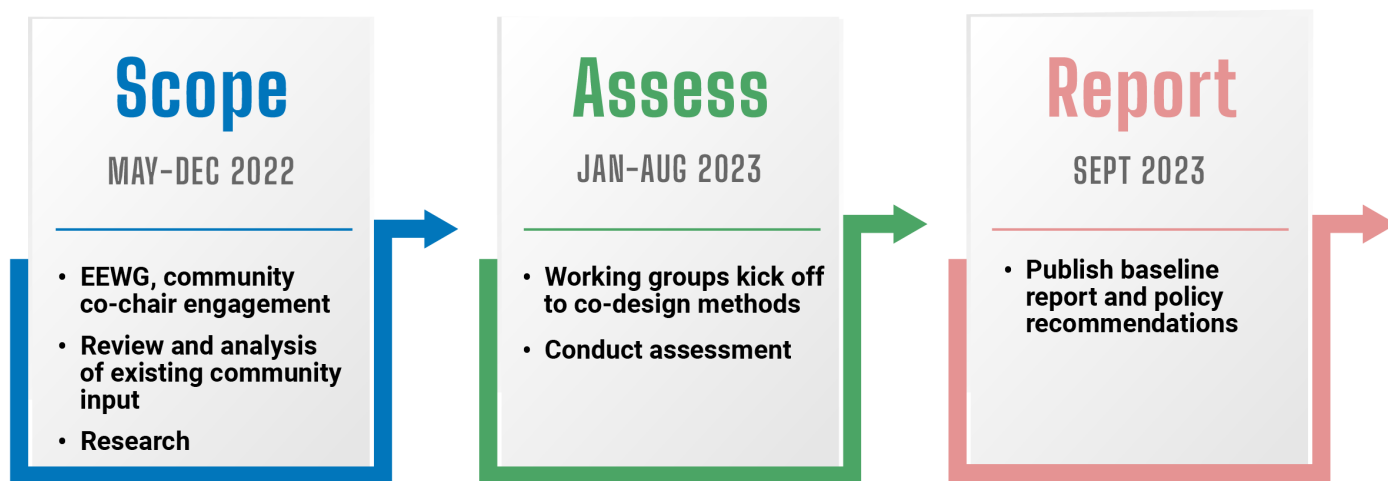 Scope
MAY–DEC 2022
• EEWG, community
co-chair engagement
• Review and analysis
of existing community
input
• Research
Assess
JAN–AUG 2023
• Working groups kick off
to co-design methods
• Conduct assessment
Report
SEPT 2023
• Publish baseline
report and policy
recommendations